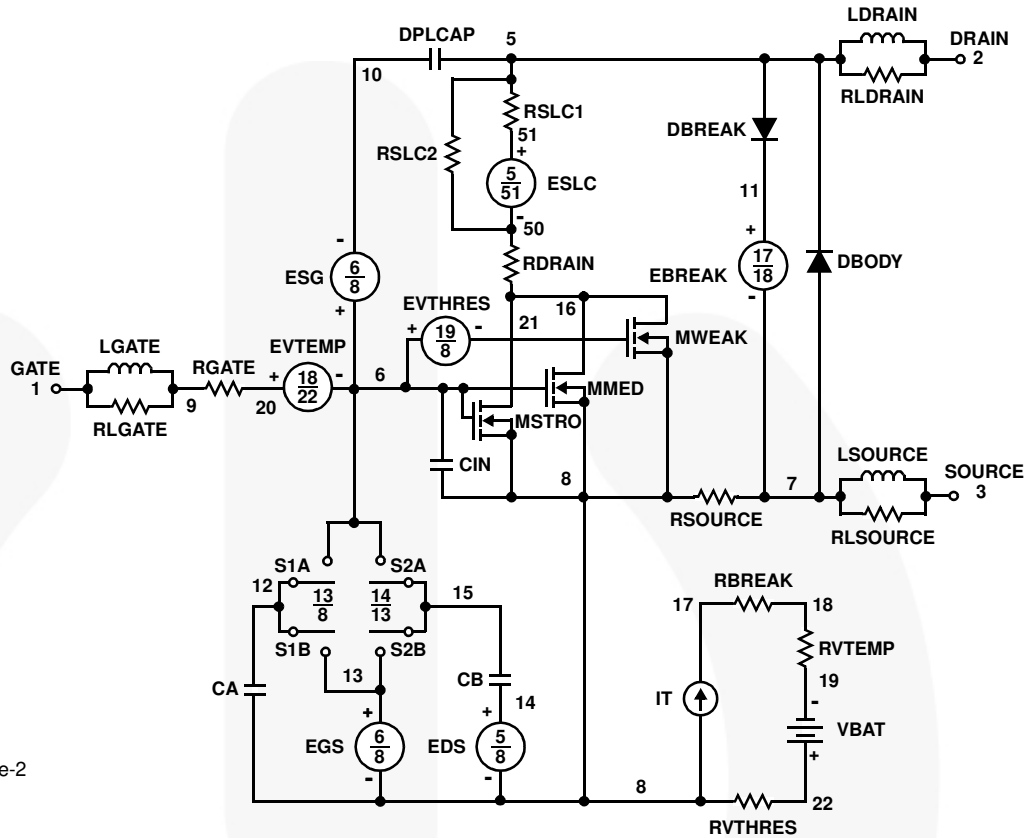 LDRAIN
DPLCAP
5
DRAIN
2
10
RLDRAIN
RSLC1
DBREAK
51
+
RSLC2
5
51
ESLC
11
-
50
-
+
RDRAIN
17
18
DBODY
ESG
6
8
EBREAK
EVTHRES
16
-
+
+
19
8
-
21
MWEAK
LGATE
EVTEMP
GATE
1
RGATE
+
18
22
-
6
MMED
9
20
MSTRO
RLGATE
LSOURCE
CIN
8
7
SOURCE
3
RSOURCE
RLSOURCE
S1A
S2A
RBREAK
12
13
8
14
13
15
17
18
S1B
S2B
RVTEMP
13
CB
CA
19
14
-
IT
+
+
VBAT
EGS
6
8
EDS
5
8
+
e-2
-
-
8
22
RVTHRES